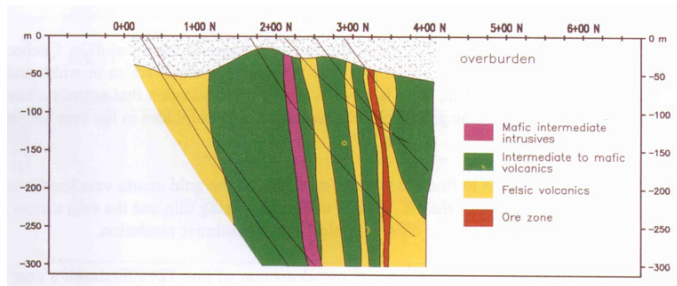 0+00 1+00 N 2+00 N 3+00 N 4+00 N 5+00 N 6+00 N
m 0
0 m
-50
-50
-100
-100
-150
-150
-200
-200
-250
-250
-300
-300
overburden
Mafic intermediate
intrusives
Intermediate to mafic
volcanics
Felsic volcanics
Ore zone